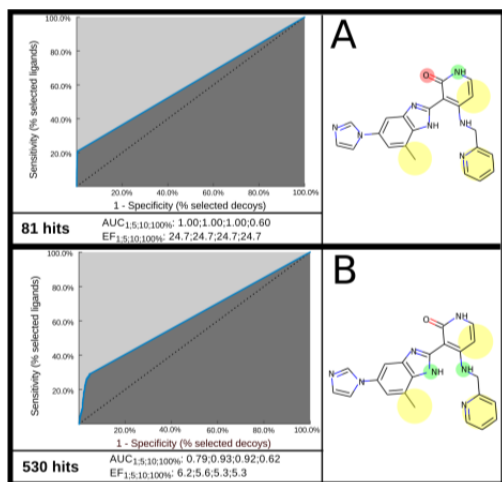 A
Sensitivity (% selected ligands)
100.0%
80.0%
60.0%
40.0%
20.0%
20.0% 40.0% 60.0% 80.0% 100.0%
1 - Specificity (% selected decoys)
81 hits
AUC1;5;10;100%: 1.00;1.00;1.00;0.60
EF1;5;10;100%: 24.7;24.7;24.7;24.7
O
NH
N
N
N
NH
NH
N
B
Sensitivity (% selected ligands)
100.0%
80.0%
60.0%
40.0%
20.0%
20.0% 40.0% 60.0% 80.0% 100.0%
1 - Specificity (% selected decoys)
530 hits
AUC1;5;10;100%: 0.79;0.93;0.92;0.62
EF1;5;10;100%: 6.2;5.6;5.3;5.3
O
NH
N
N
N
NH
NH
N